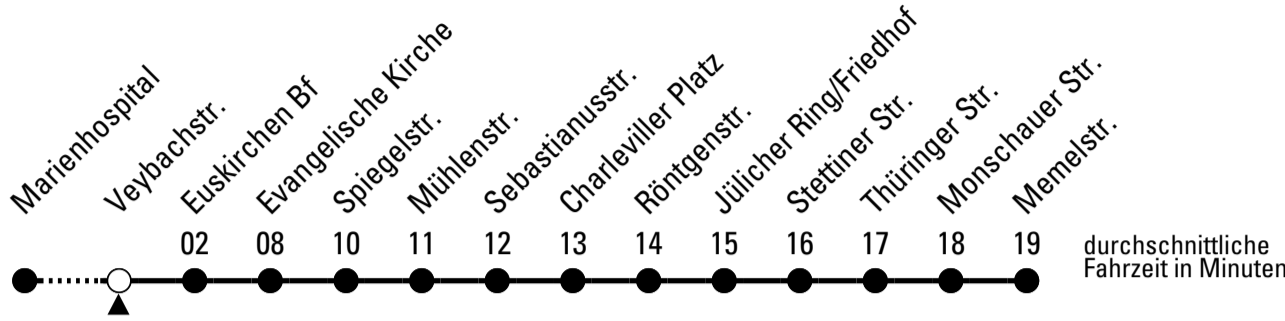 Marienhospital
Veybachstr.
Euskirchen Bf
Evangelische Kirche
Spiegelstr.
Mühlenstr.
Sebastianusstr.
Charleviller Platz
Röntgenstr.
Jülicher Ring/Friedhof
Stettiner Str.
Thüringer Str.
Monschauer Str.
Memelstr.
02 08 10 11 12 13 14 15 16 17 18 19
durchschnittliche
Fahrzeit in Minuten